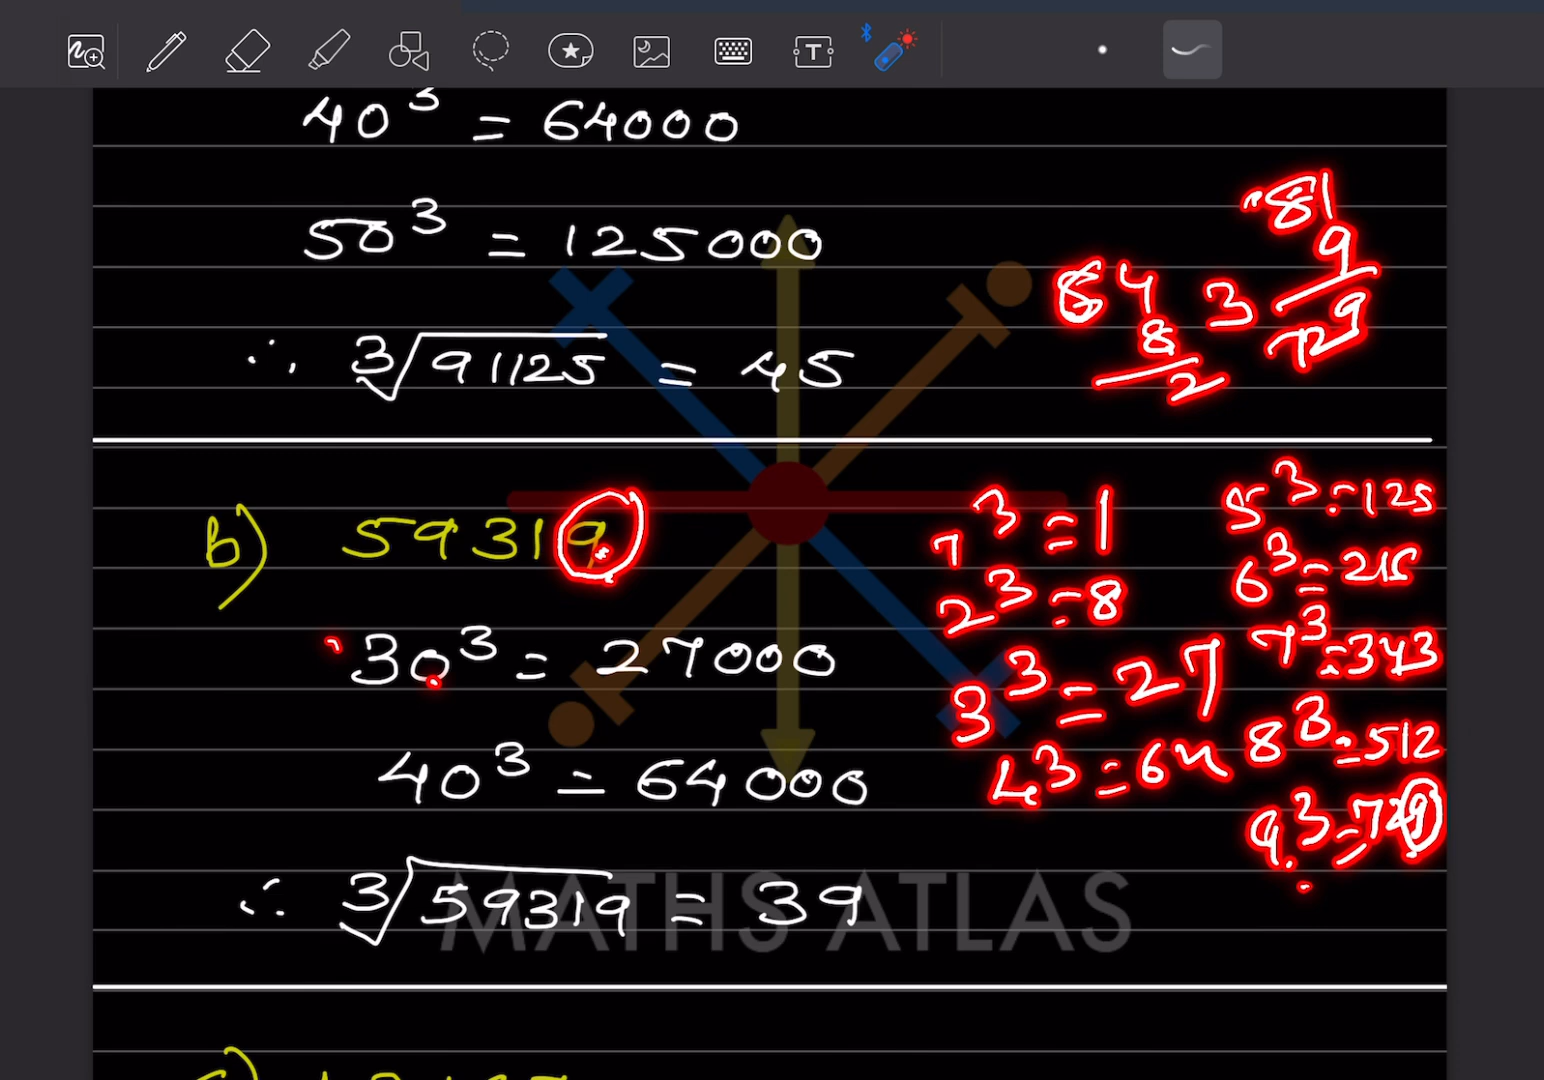 40³ = 64000
50³ = 125000
∴ ∛91125 = 45
81
9
729
64
8
2
3
b) 59319
30³ = 27000
40³ = 64000
∴ ∛59319 = 39
1³ = 1
2³ = 8
3³ = 27
4³ = 64
5³ = 125
6³ = 216
7³ = 343
8³ = 512
9³ = 729
MATHS ATLAS
T